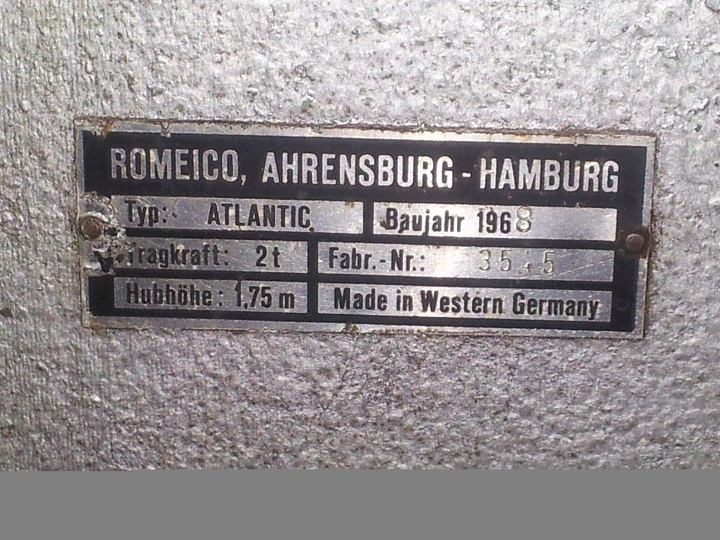 ROMEICO, AHRENSBURG - HAMBURG
Typ: ATLANTIC Baujahr 1968
Tragkraft: 2 t Fabr.-Nr.:
Hubhöhe: 1,75 m Made in Western Germany